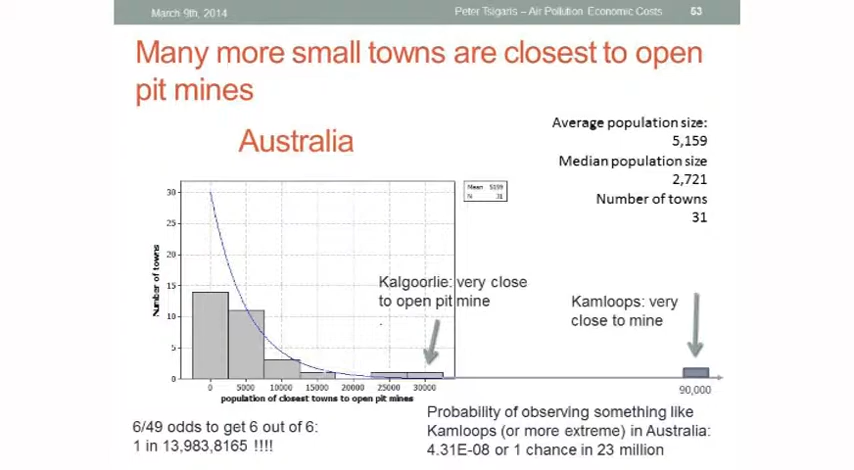 March 9th, 2014
Peter Tsigaris – Air Pollution Economic Costs 53
Many more small towns are closest to open
pit mines
Australia
Average population size:
5,159
Median population size
2,721
Number of towns
31
Mean 5159
N 31
30
25
20
15
10
5
0
Number of towns
Kalgoorlie: very close
to open pit mine
Kamloops: very
close to mine
0 5000 10000 15000 20000 25000 30000
90,000
population of closest towns to open pit mines
6/49 odds to get 6 out of 6:
1 in 13,983,8165 !!!!
Probability of observing something like
Kamloops (or more extreme) in Australia:
4.31E-08 or 1 chance in 23 million